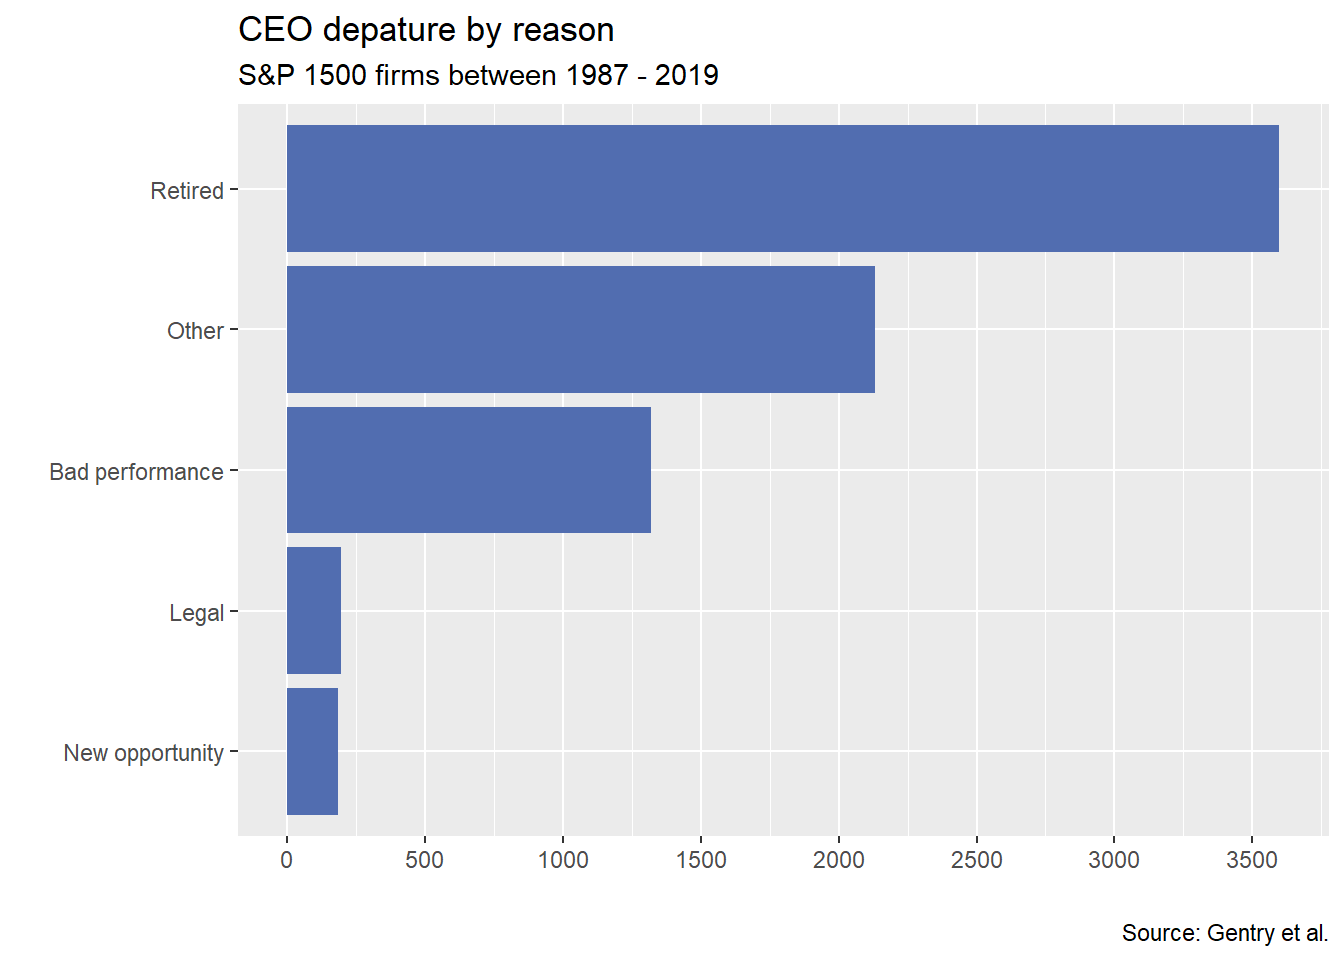 CEO depature by reason
S&P 1500 firms between 1987 - 2019
Retired
Other
Bad performance
Legal
New opportunity
0 500 1000 1500 2000 2500 3000 3500
Source: Gentry et al.